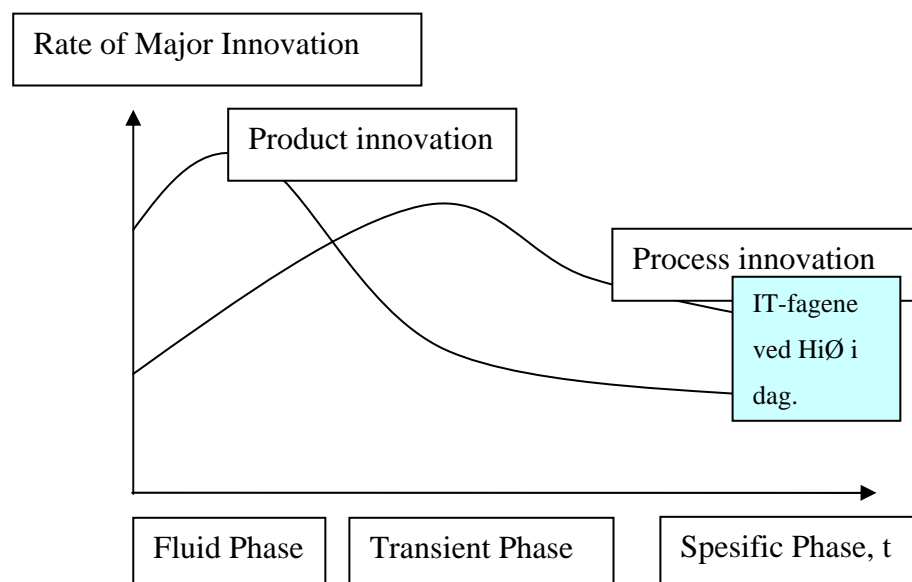 Rate of Major Innovation
Product innovation
Process innovation
IT-fagene
ved HiØ i
dag.
Fluid Phase
Transient Phase
Spesific Phase, t